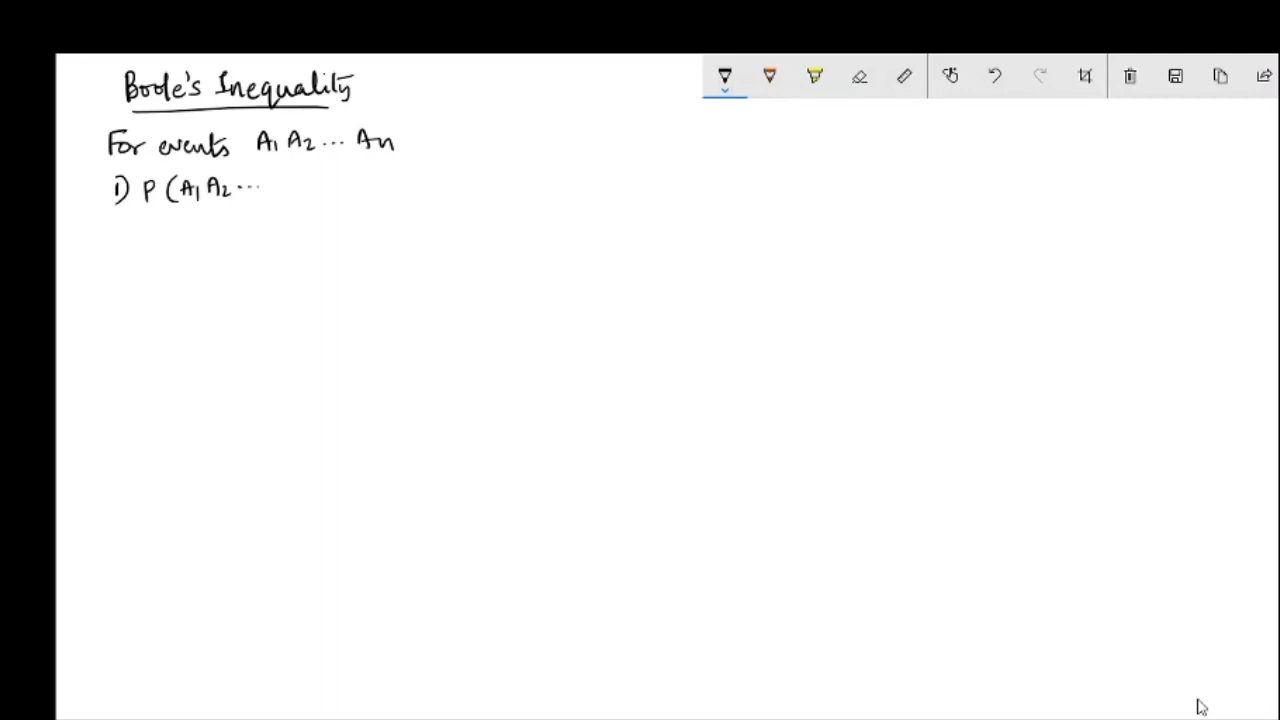 Boole's Inequality
For events A₁ A₂ ... An
1) P (A₁ A₂ ...